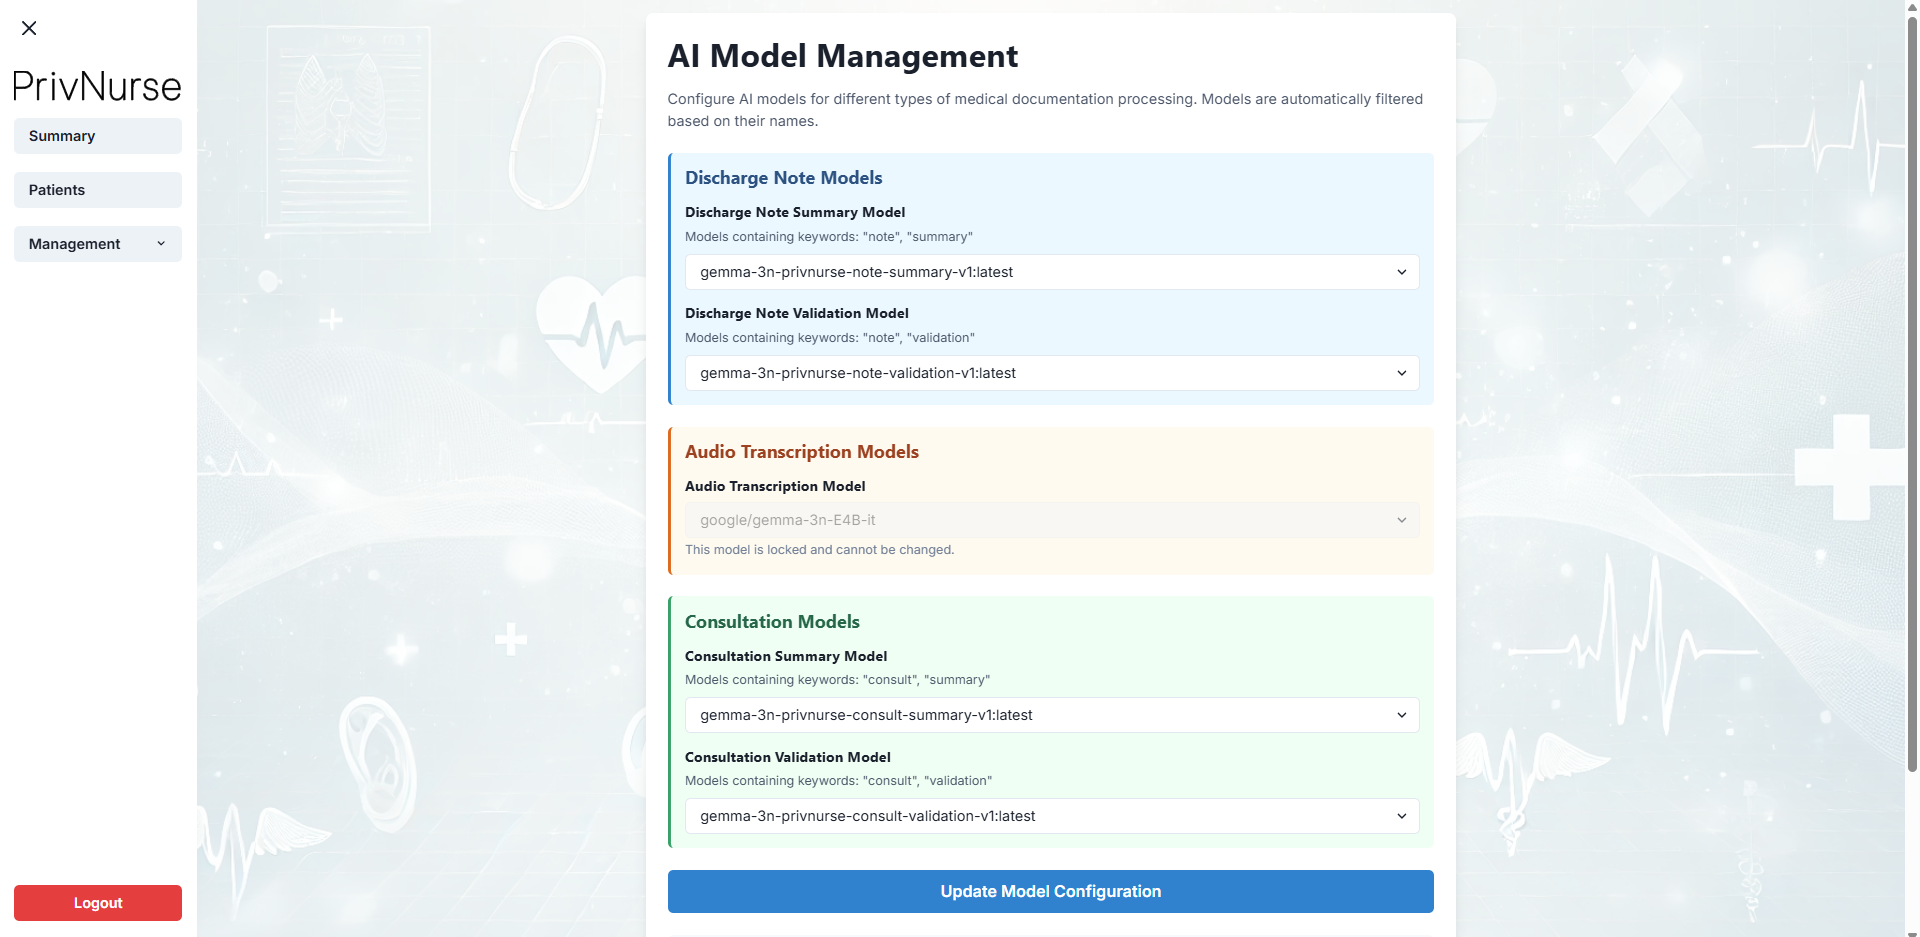 PrivNurse
Summary
Patients
Management
Logout
AI Model Management
Configure AI models for different types of medical documentation processing. Models are automatically filtered
based on their names.
Discharge Note Models
Discharge Note Summary Model
Models containing keywords: "note", "summary"
gemma-3n-privnurse-note-summary-v1:latest
Discharge Note Validation Model
Models containing keywords: "note", "validation"
gemma-3n-privnurse-note-validation-v1:latest
Audio Transcription Models
Audio Transcription Model
google/gemma-3n-E4B-it
This model is locked and cannot be changed.
Consultation Models
Consultation Summary Model
Models containing keywords: "consult", "summary"
gemma-3n-privnurse-consult-summary-v1:latest
Consultation Validation Model
Models containing keywords: "consult", "validation"
gemma-3n-privnurse-consult-validation-v1:latest
Update Model Configuration